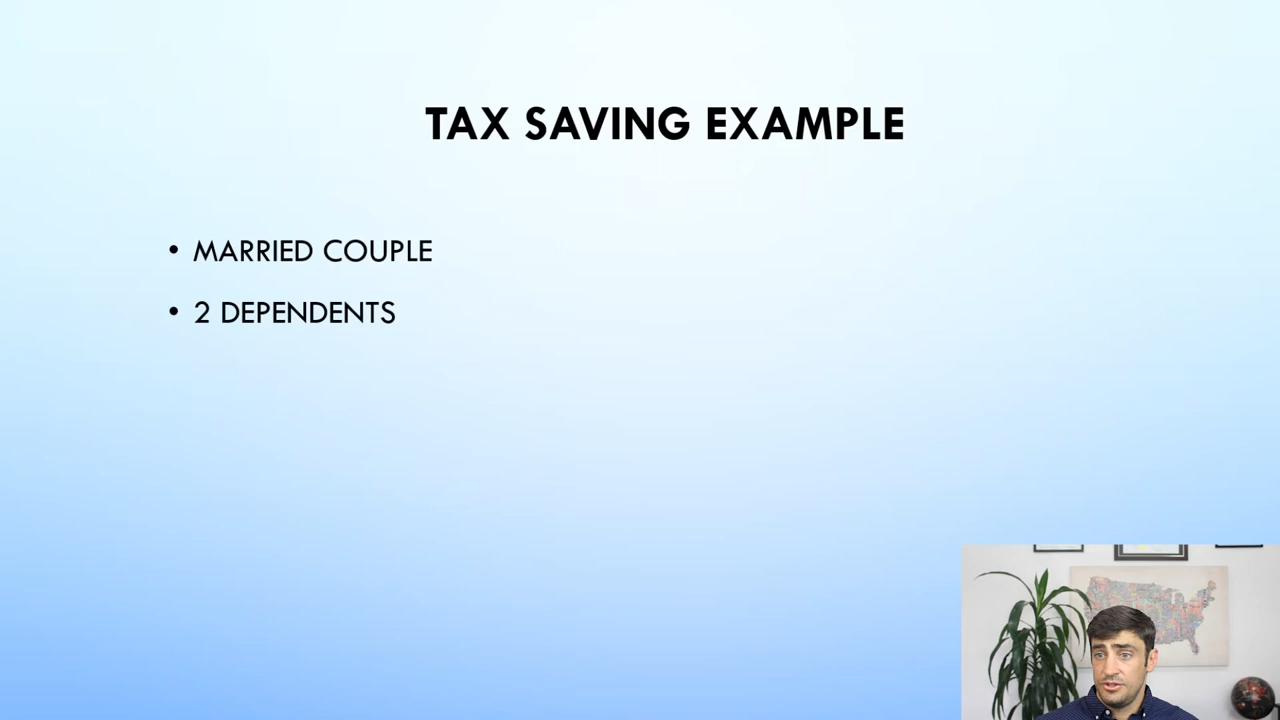 TAX SAVING EXAMPLE
• MARRIED COUPLE
• 2 DEPENDENTS